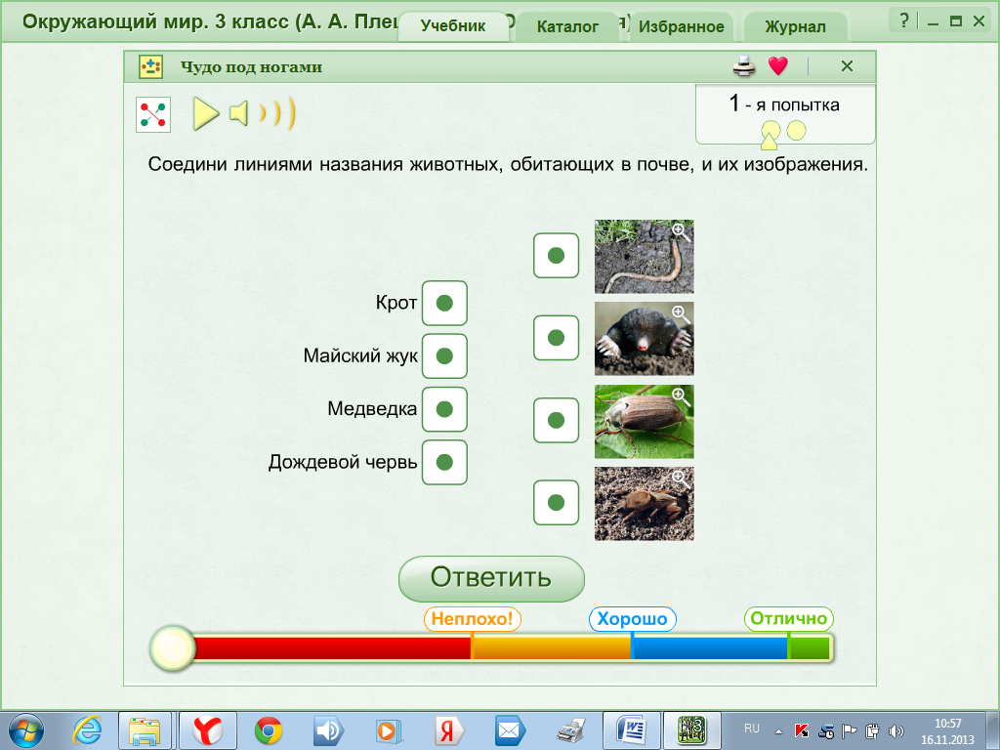 Окружающий мир. 3 класс (А. А. Плеш
Учебник
Каталог
Избранное
Журнал
?
Чудо под ногами
1 - я попытка
Соедини линиями названия животных, обитающих в почве, и их изображения.
Крот
Майский жук
Медведка
Дождевой червь
Ответить
Неплохо!
Хорошо
Отлично
RU
10:57
16.11.2013